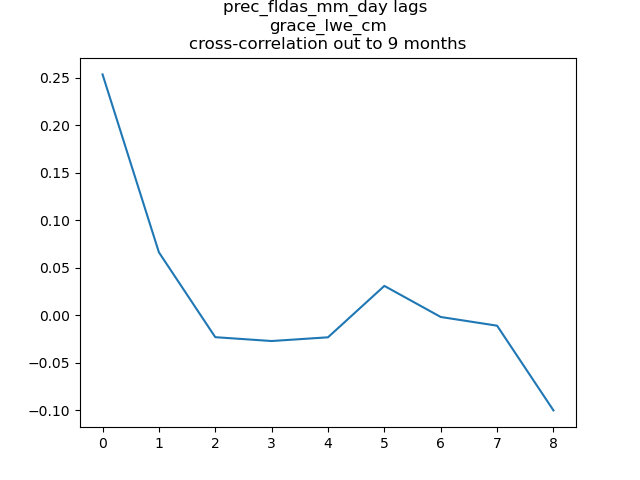 prec_fldas_mm_day lags
grace_lwe_cm
cross-correlation out to 9 months
0.25
0.20
0.15
0.10
0.05
0.00
−0.05
−0.10
0 1 2 3 4 5 6 7 8